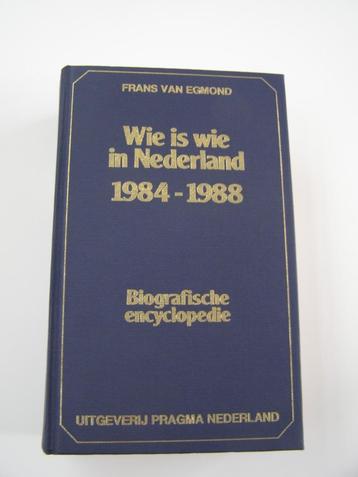 FRANS VAN EGMOND
Wie is wie
in Nederland
1984-1988
Biografische
encyclopedie
UITGEVERIJ PRAGMA NEDERLAND